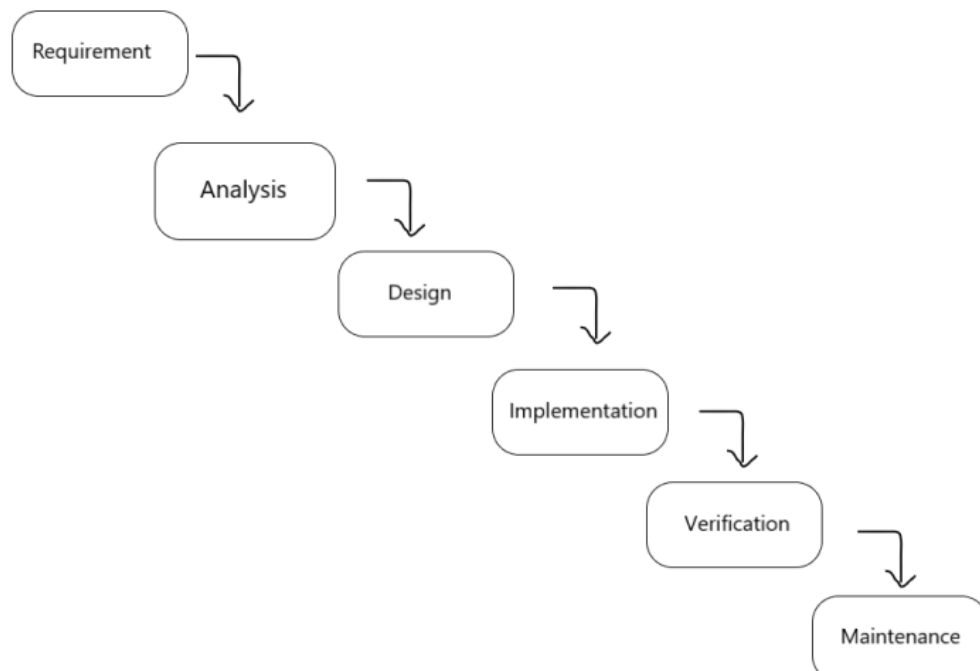 Requirement
Analysis
Design
Implementation
Verification
Maintenance